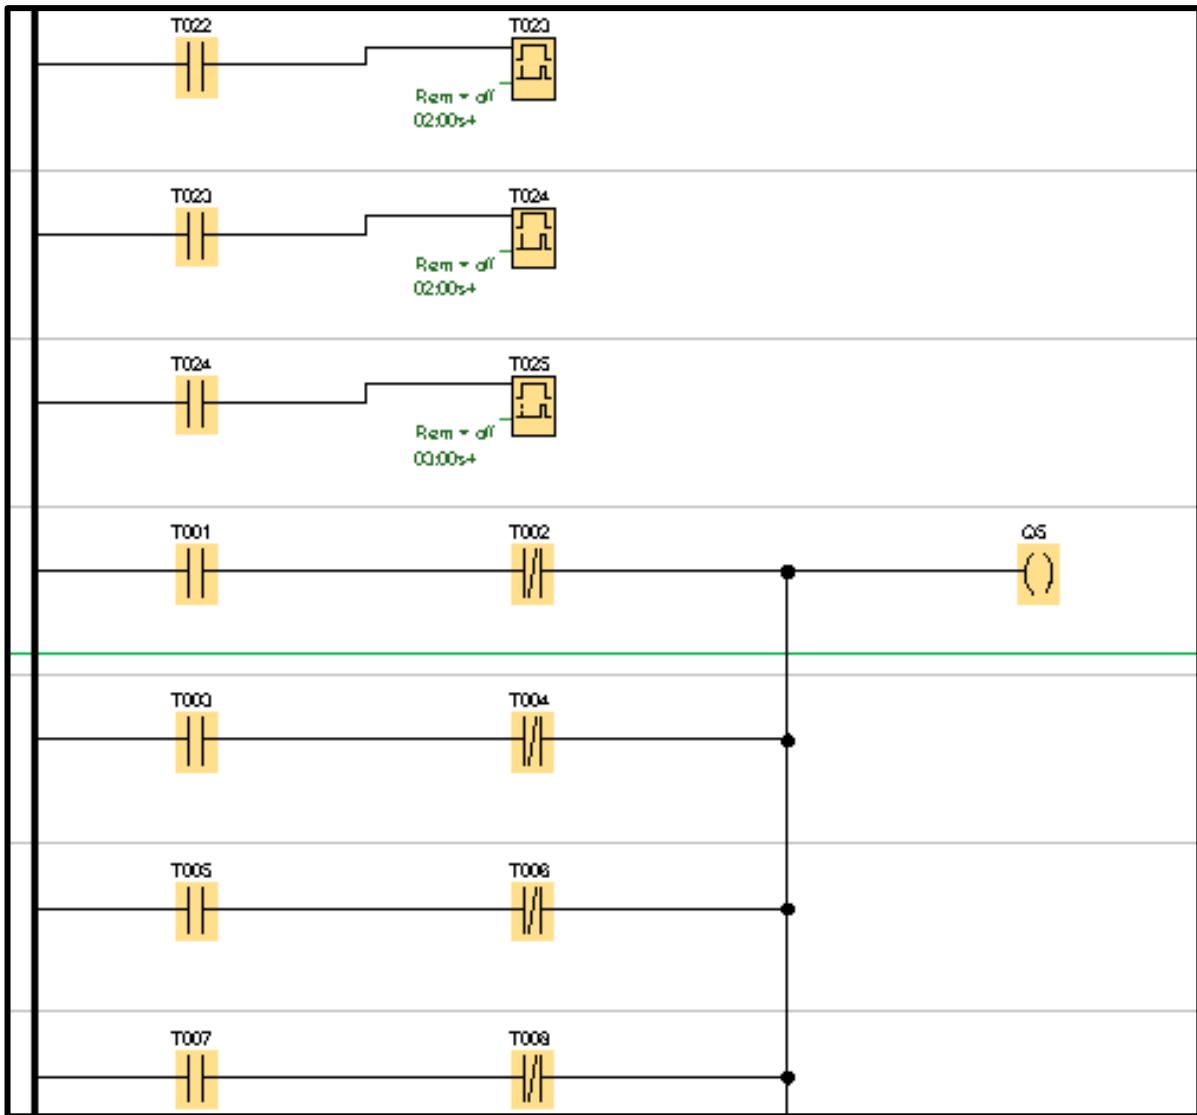 T022 T023
Rem = off
02:00s+
T023 T024
Rem = off
02:00s+
T024 T025
Rem = off
03:00s+
T001 T002 Q5
T003 T004
T005 T006
T007 T008